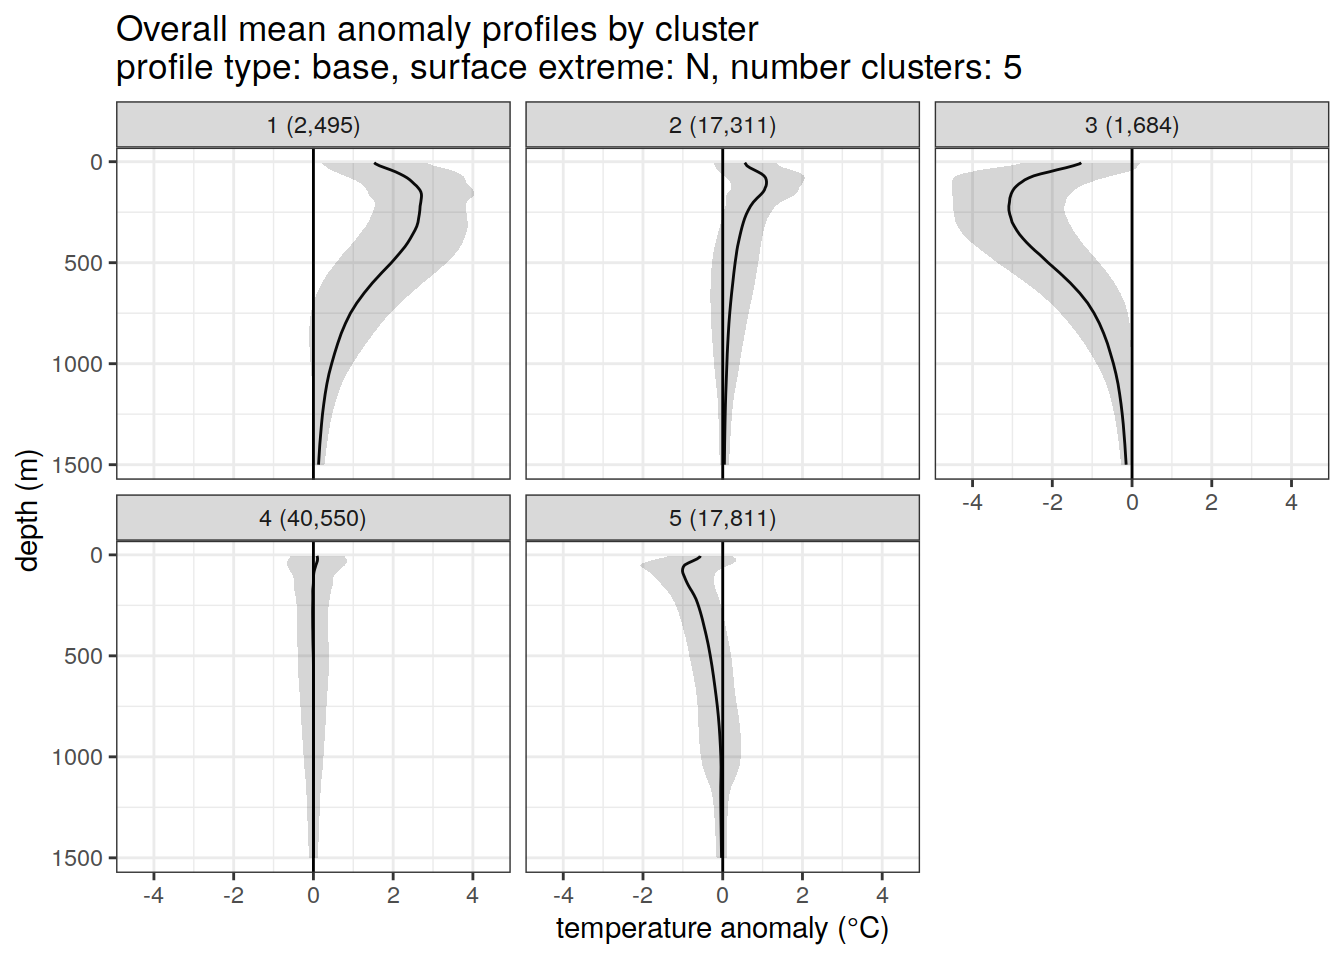 Overall mean anomaly profiles by cluster
profile type: base, surface extreme: N, number clusters: 5
1 (2,495)
2 (17,311)
3 (1,684)
0
500
1000
1500
-4 -2 0 2 4
depth (m)
4 (40,550)
5 (17,811)
0
500
1000
1500
-4 -2 0 2 4
-4 -2 0 2 4
temperature anomaly (°C)